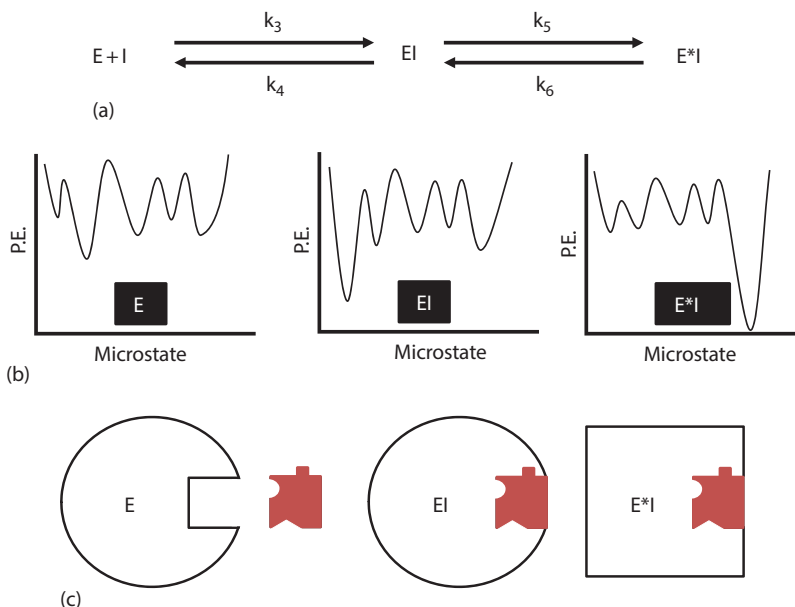 k3 k5
E + I EI E*I
k4 k6
(a)
P.E. P.E. P.E.
E EI E*I
Microstate Microstate Microstate
(b)
E EI E*I
(c)